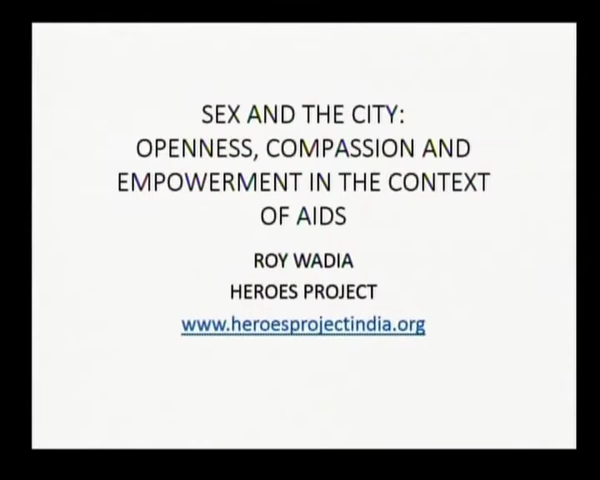 SEX AND THE CITY:
OPENNESS, COMPASSION AND
EMPOWERMENT IN THE CONTEXT
OF AIDS
ROY WADIA
HEROES PROJECT
www.heroesprojectindia.org